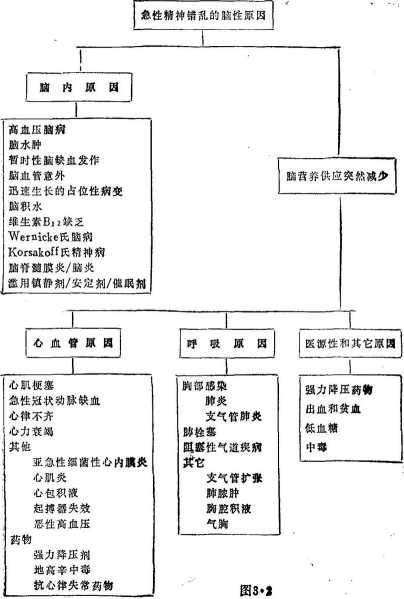 急性精神错乱的脑性原因
脑内原因
高血压脑病
脑水肿
暂时性脑缺血发作
脑血管意外
迅速生长的占位性病变
脑积水
维生素B₁₂缺乏
Wernicke氏脑病
Korsakoff氏精神病
脑脊髓膜炎/脑炎
滥用镇静剂/安定剂/催眠剂
脑营养供应突然减少
心血管原因
心肌梗塞
急性冠状动脉缺血
心律不齐
心力衰竭
其他
亚急性细菌性心内膜炎
心肌炎
心包积液
起搏器失效
恶性高血压
药物
强力降压剂
地高辛中毒
抗心律失常药物
呼吸原因
胸部感染
肺炎
支气管肺炎
肺栓塞
阻塞性气道疾病
其它
支气管扩张
肺脓肿
胸腔积液
气胸
医源性和其它原因
强力降压药物
出血和贫血
低血糖
中毒
图3·2